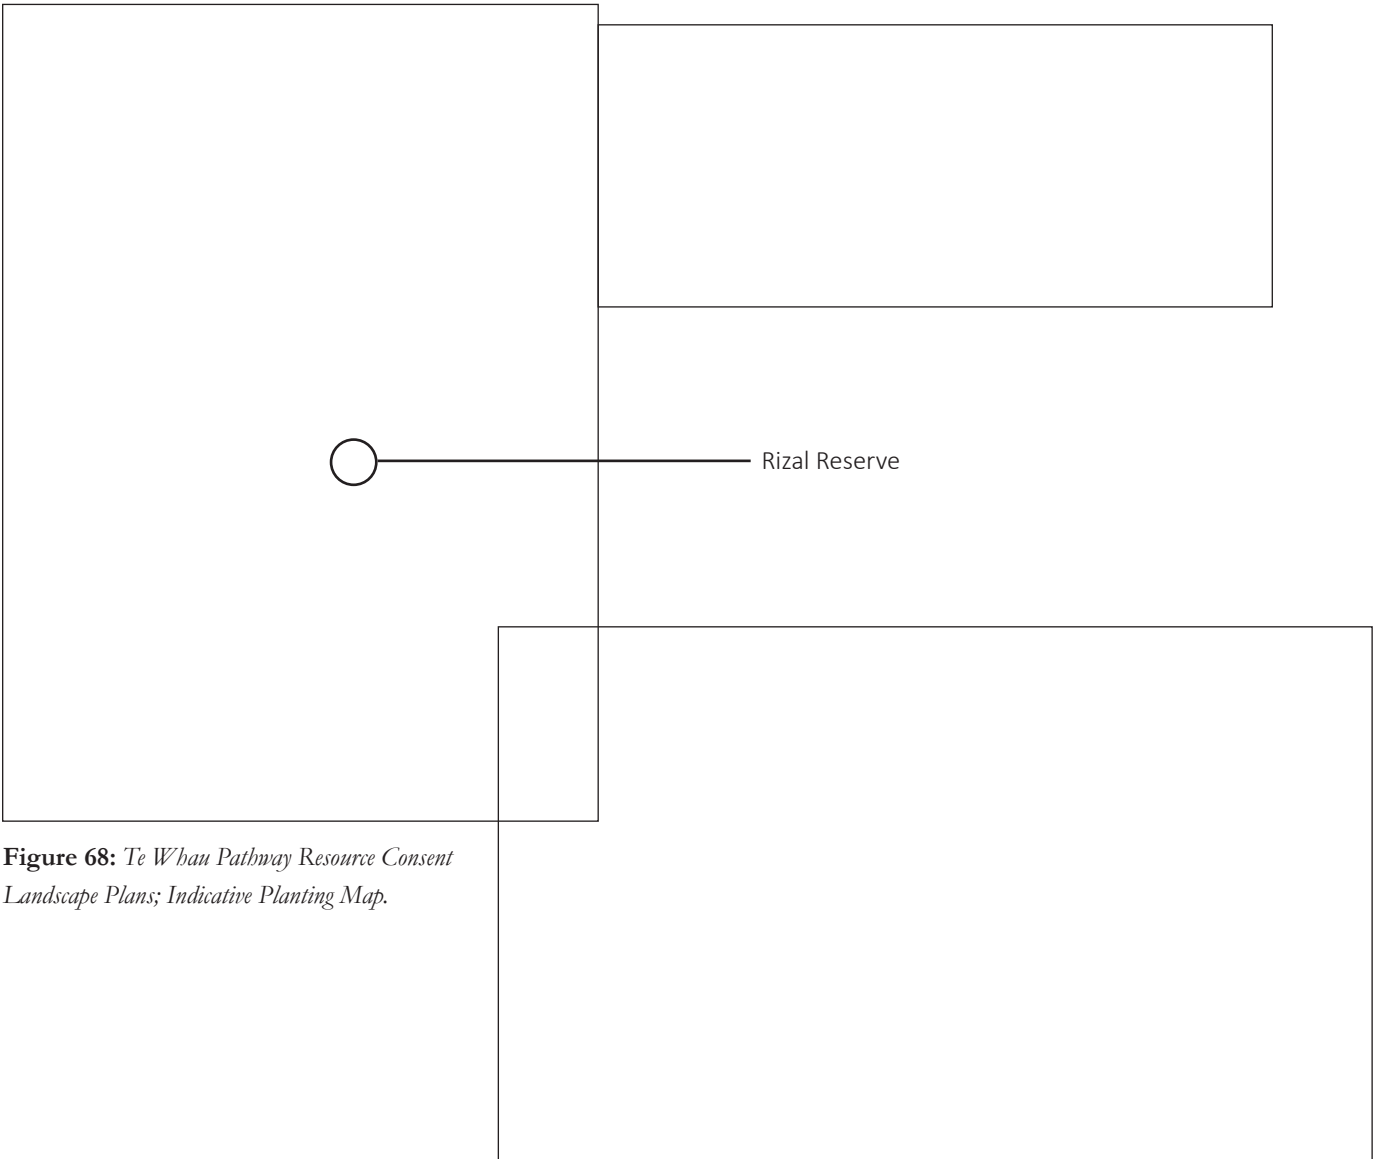 Rizal Reserve
Figure 68: Te Whau Pathway Resource Consent
Landscape Plans; Indicative Planting Map.